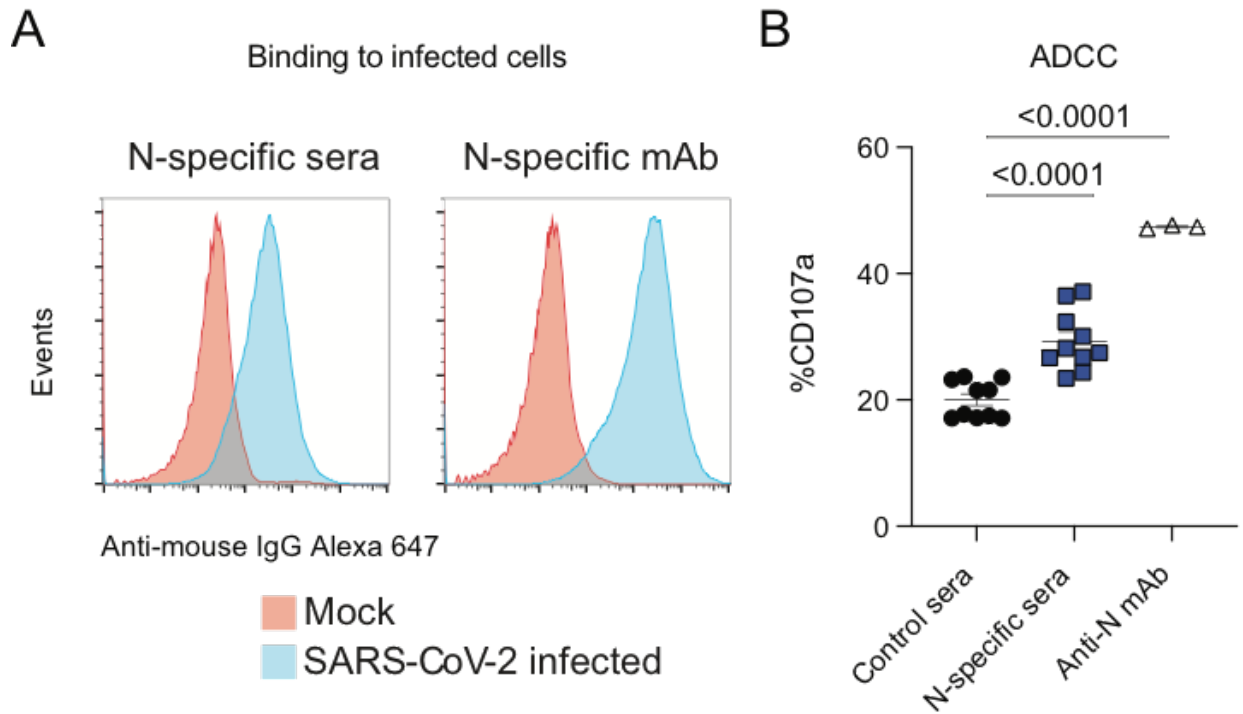 A
Binding to infected cells
N-specific sera
N-specific mAb
Events
Anti-mouse IgG Alexa 647
Mock
SARS-CoV-2 infected
B
ADCC
<0.0001
<0.0001
%CD107a
60
40
20
0
Control sera
N-specific sera
Anti-N mAb